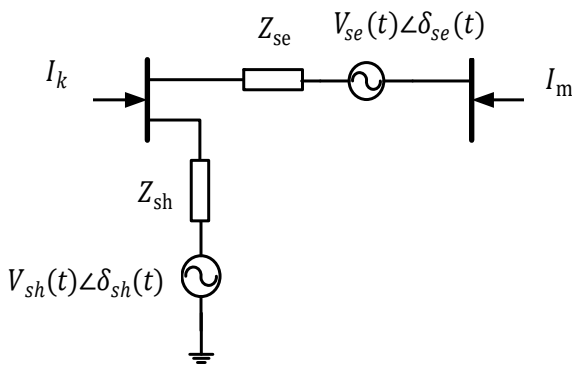 Z_se
V_se(t)∠δ_se(t)
I_k
I_m
Z_sh
V_sh(t)∠δ_sh(t)